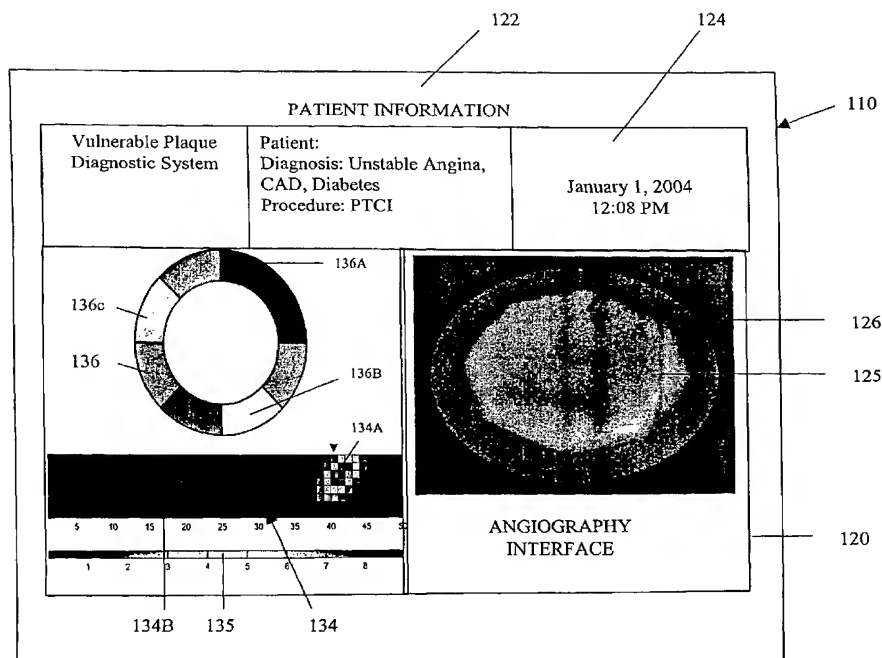 122
124
110
PATIENT INFORMATION
Vulnerable Plaque
Diagnostic System
Patient:
Diagnosis: Unstable Angina,
CAD, Diabetes
Procedure: PTCI
January 1, 2004
12:08 PM
136A
136c
136
136B
126
125
134A
5 10 15 20 25 30 35 40 45
1 2 3 4 5 6 7 8
ANGIOGRAPHY
INTERFACE
120
134B 135 134